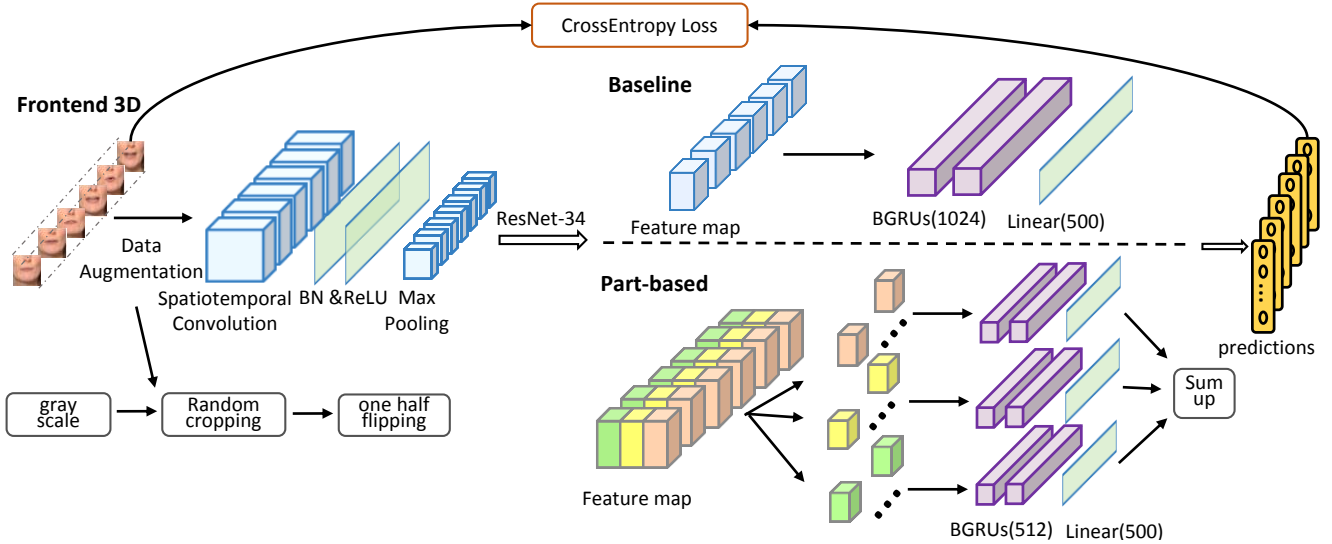 CrossEntropy Loss
Frontend 3D
Baseline
Data
Augmentation
Spatiotemporal
Convolution
BN &ReLU
Max
Pooling
ResNet-34
Feature map
BGRUs(1024)
Linear(500)
Part-based
Feature map
BGRUs(512)
Linear(500)
Sum
up
predictions
gray
scale
Random
cropping
one half
flipping